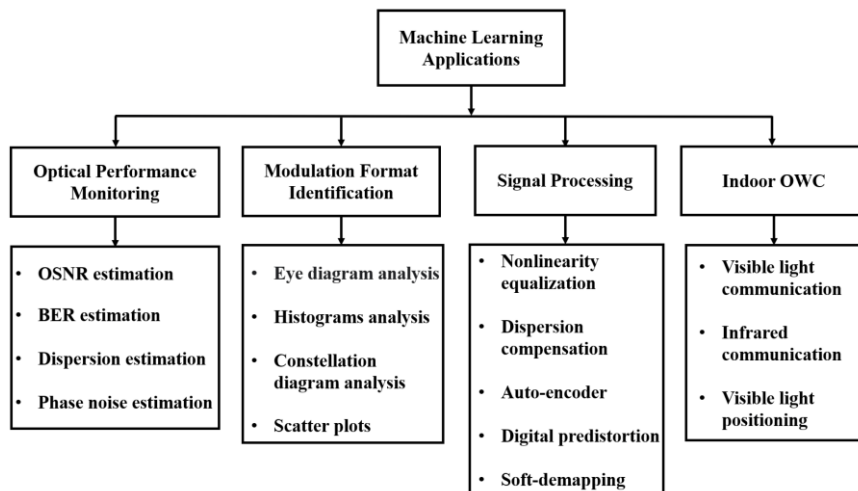 Machine Learning
Applications
Optical Performance
Monitoring
Modulation Format
Identification
Signal Processing
Indoor OWC
• OSNR estimation
• BER estimation
• Dispersion estimation
• Phase noise estimation
• Eye diagram analysis
• Histograms analysis
• Constellation
diagram analysis
• Scatter plots
• Nonlinearity
equalization
• Dispersion
compensation
• Auto-encoder
• Digital predistortion
• Soft-demapping
• Visible light
communication
• Infrared
communication
• Visible light
positioning